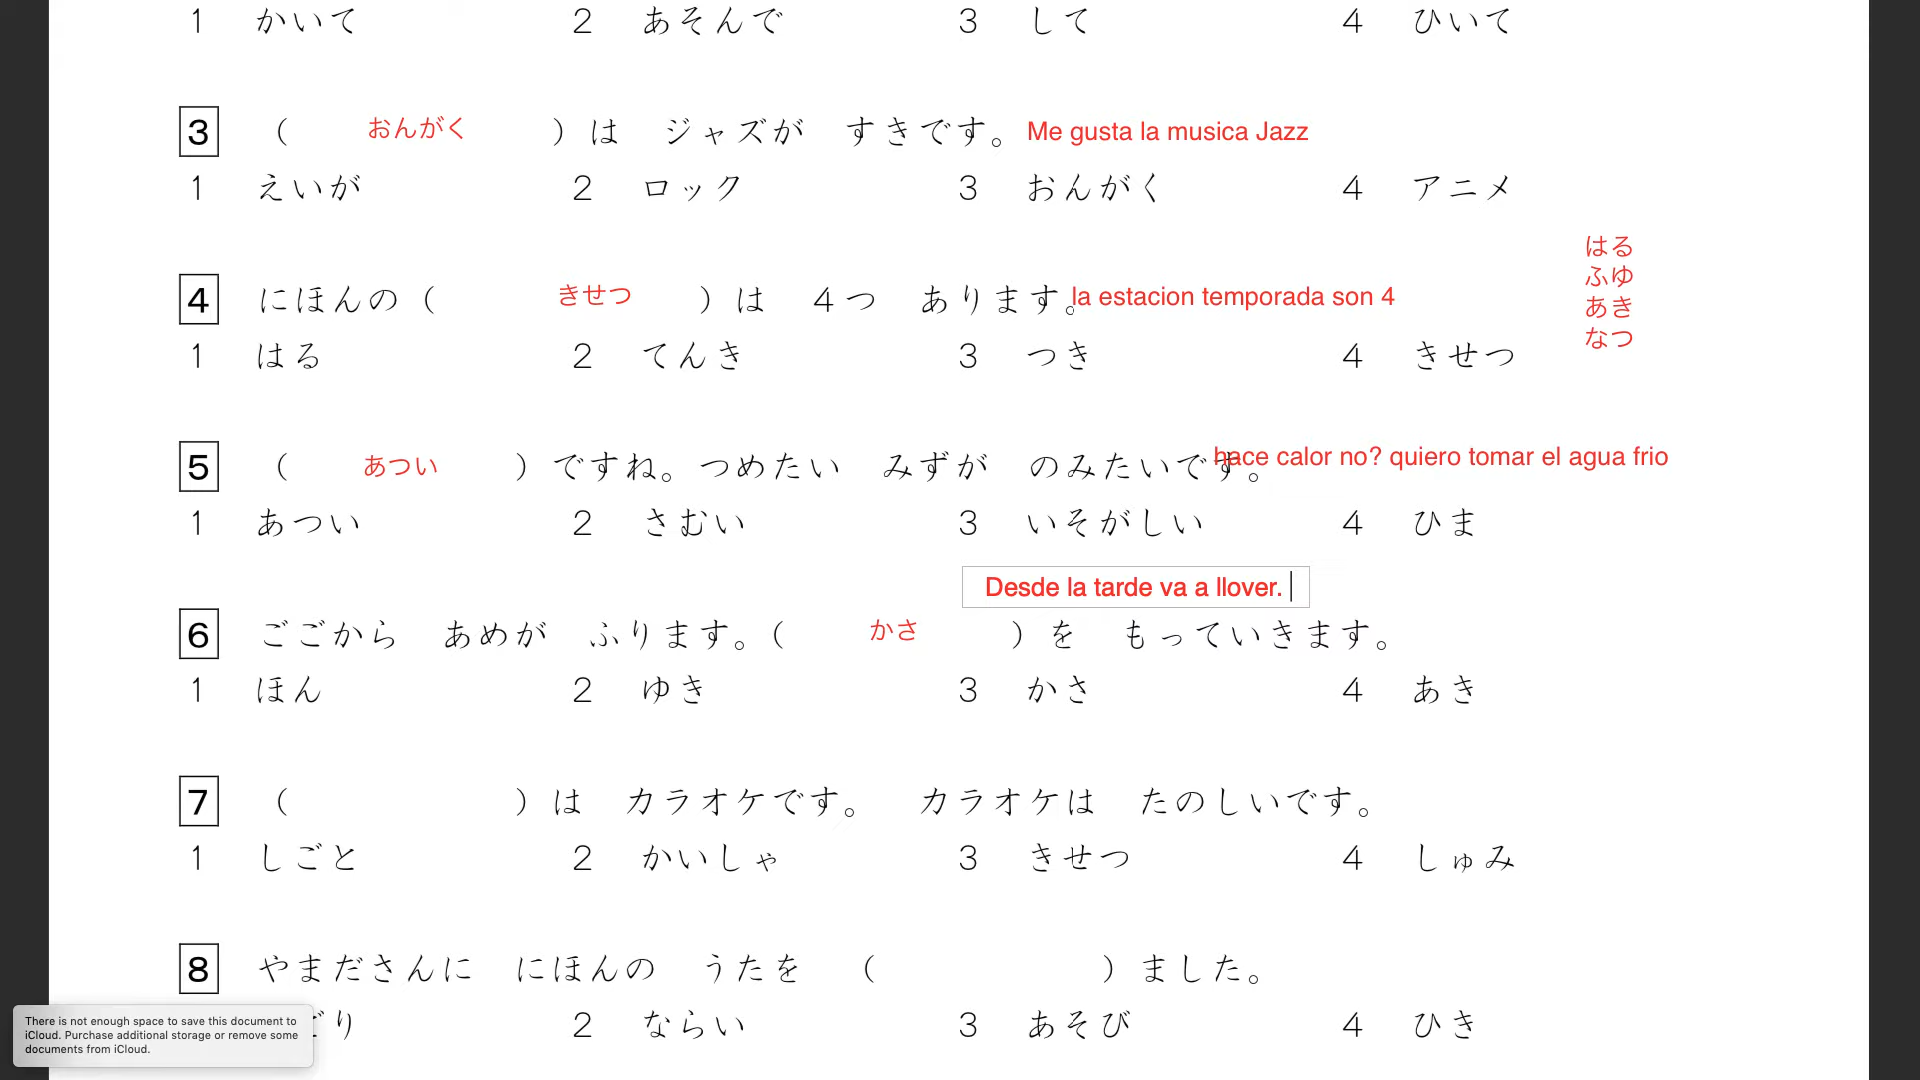 1 かいて 2 あそんで 3 して 4 ひいて
3 （ おんがく ）は ジャズが すきです。 Me gusta la musica Jazz
1 えいが 2 ロック 3 おんがく 4 アニメ
はる
ふゆ
あき
なつ
4 にほんの（ きせつ ）は 4つ あります。 la estacion temporada son 4
1 はる 2 てんき 3 つき 4 きせつ
5 （ あつい ）ですね。つめたい みずが のみたいです。 hace calor no? quiero tomar el agua frio
1 あつい 2 さむい 3 いそがしい 4 ひま
Desde la tarde va a llover.
6 ごごから あめが ふります。（ かさ ）を もっていきます。
1 ほん 2 ゆき 3 かさ 4 あき
7 （ ）は カラオケです。 カラオケは たのしいです。
1 しごと 2 かいしゃ 3 きせつ 4 しゅみ
8 やまださんに にほんの うたを （ ）ました。
り 2 ならい 3 あそび 4 ひき
There is not enough space to save this document to
iCloud. Purchase additional storage or remove some
documents from iCloud.